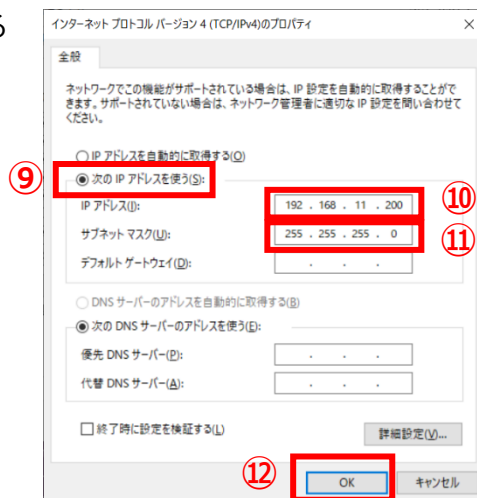 る
インターネット プロトコル バージョン 4 (TCP/IPv4)のプロパティ
全般
ネットワークでこの機能がサポートされている場合は、IP 設定を自動的に取得することがで
きます。サポートされていない場合は、ネットワーク管理者に適切な IP 設定を問い合わせて
ください。
IP アドレスを自動的に取得する(O)
⑨ 次の IP アドレスを使う(S):
IP アドレス(I): 192 . 168 . 11 . 200 ⑩
サブネット マスク(U): 255 . 255 . 255 . 0 ⑪
デフォルト ゲートウェイ(D): . . .
DNS サーバーのアドレスを自動的に取得する(B)
次の DNS サーバーのアドレスを使う(E):
優先 DNS サーバー(P): . . .
代替 DNS サーバー(A): . . .
終了時に設定を検証する(L) 詳細設定(V)...
⑫ OK キャンセル